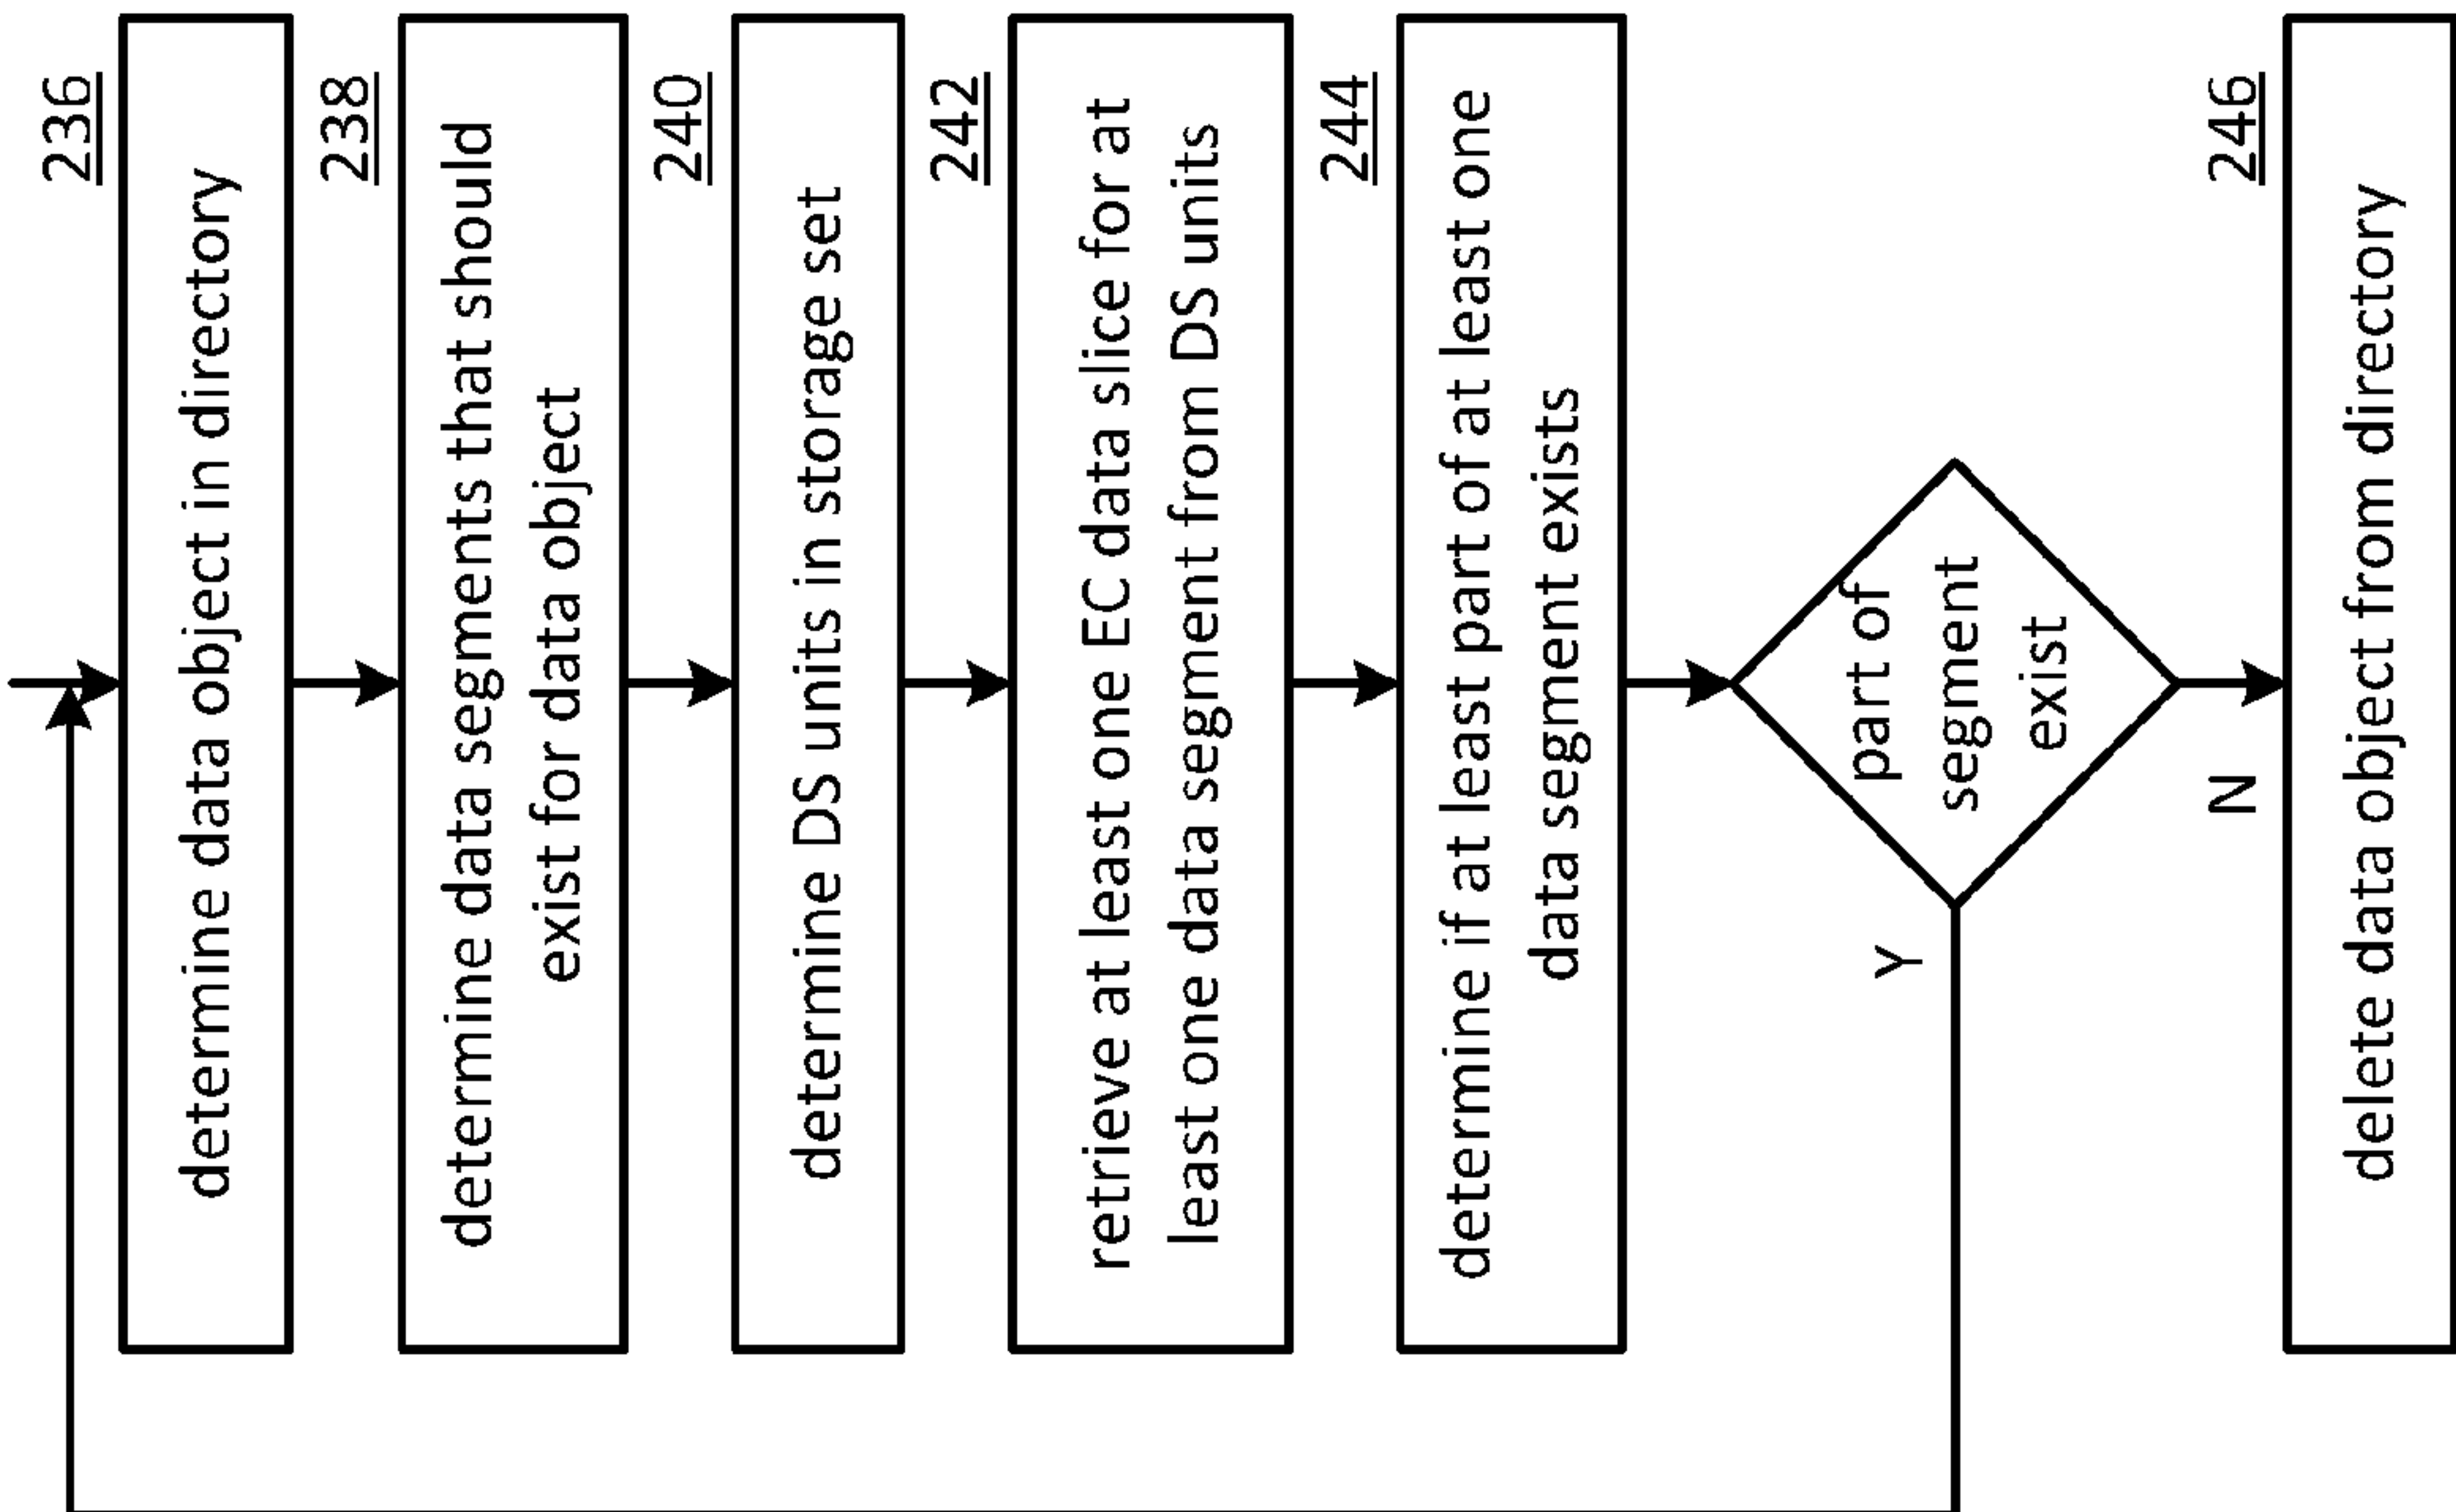 236
determine data object in directory
238
determine data segments that should
exist for data object
240
determine DS units in storage set
242
retrieve at least one EC data slice for at
least one data segment from DS units
244
determine if at least part of at least one
data segment exists
part of
segment
exist
Y
N
246
delete data object from directory